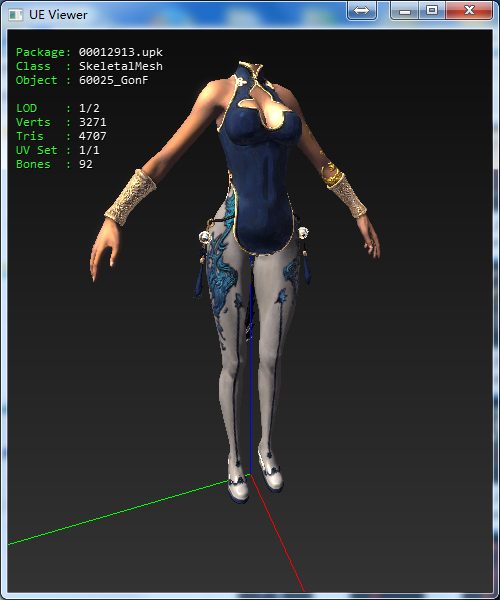 UE Viewer
Package: 00012913.upk
Class : SkeletalMesh
Object : 60025_GonF
LOD : 1/2
Verts : 3271
Tris : 4707
UV Set : 1/1
Bones : 92